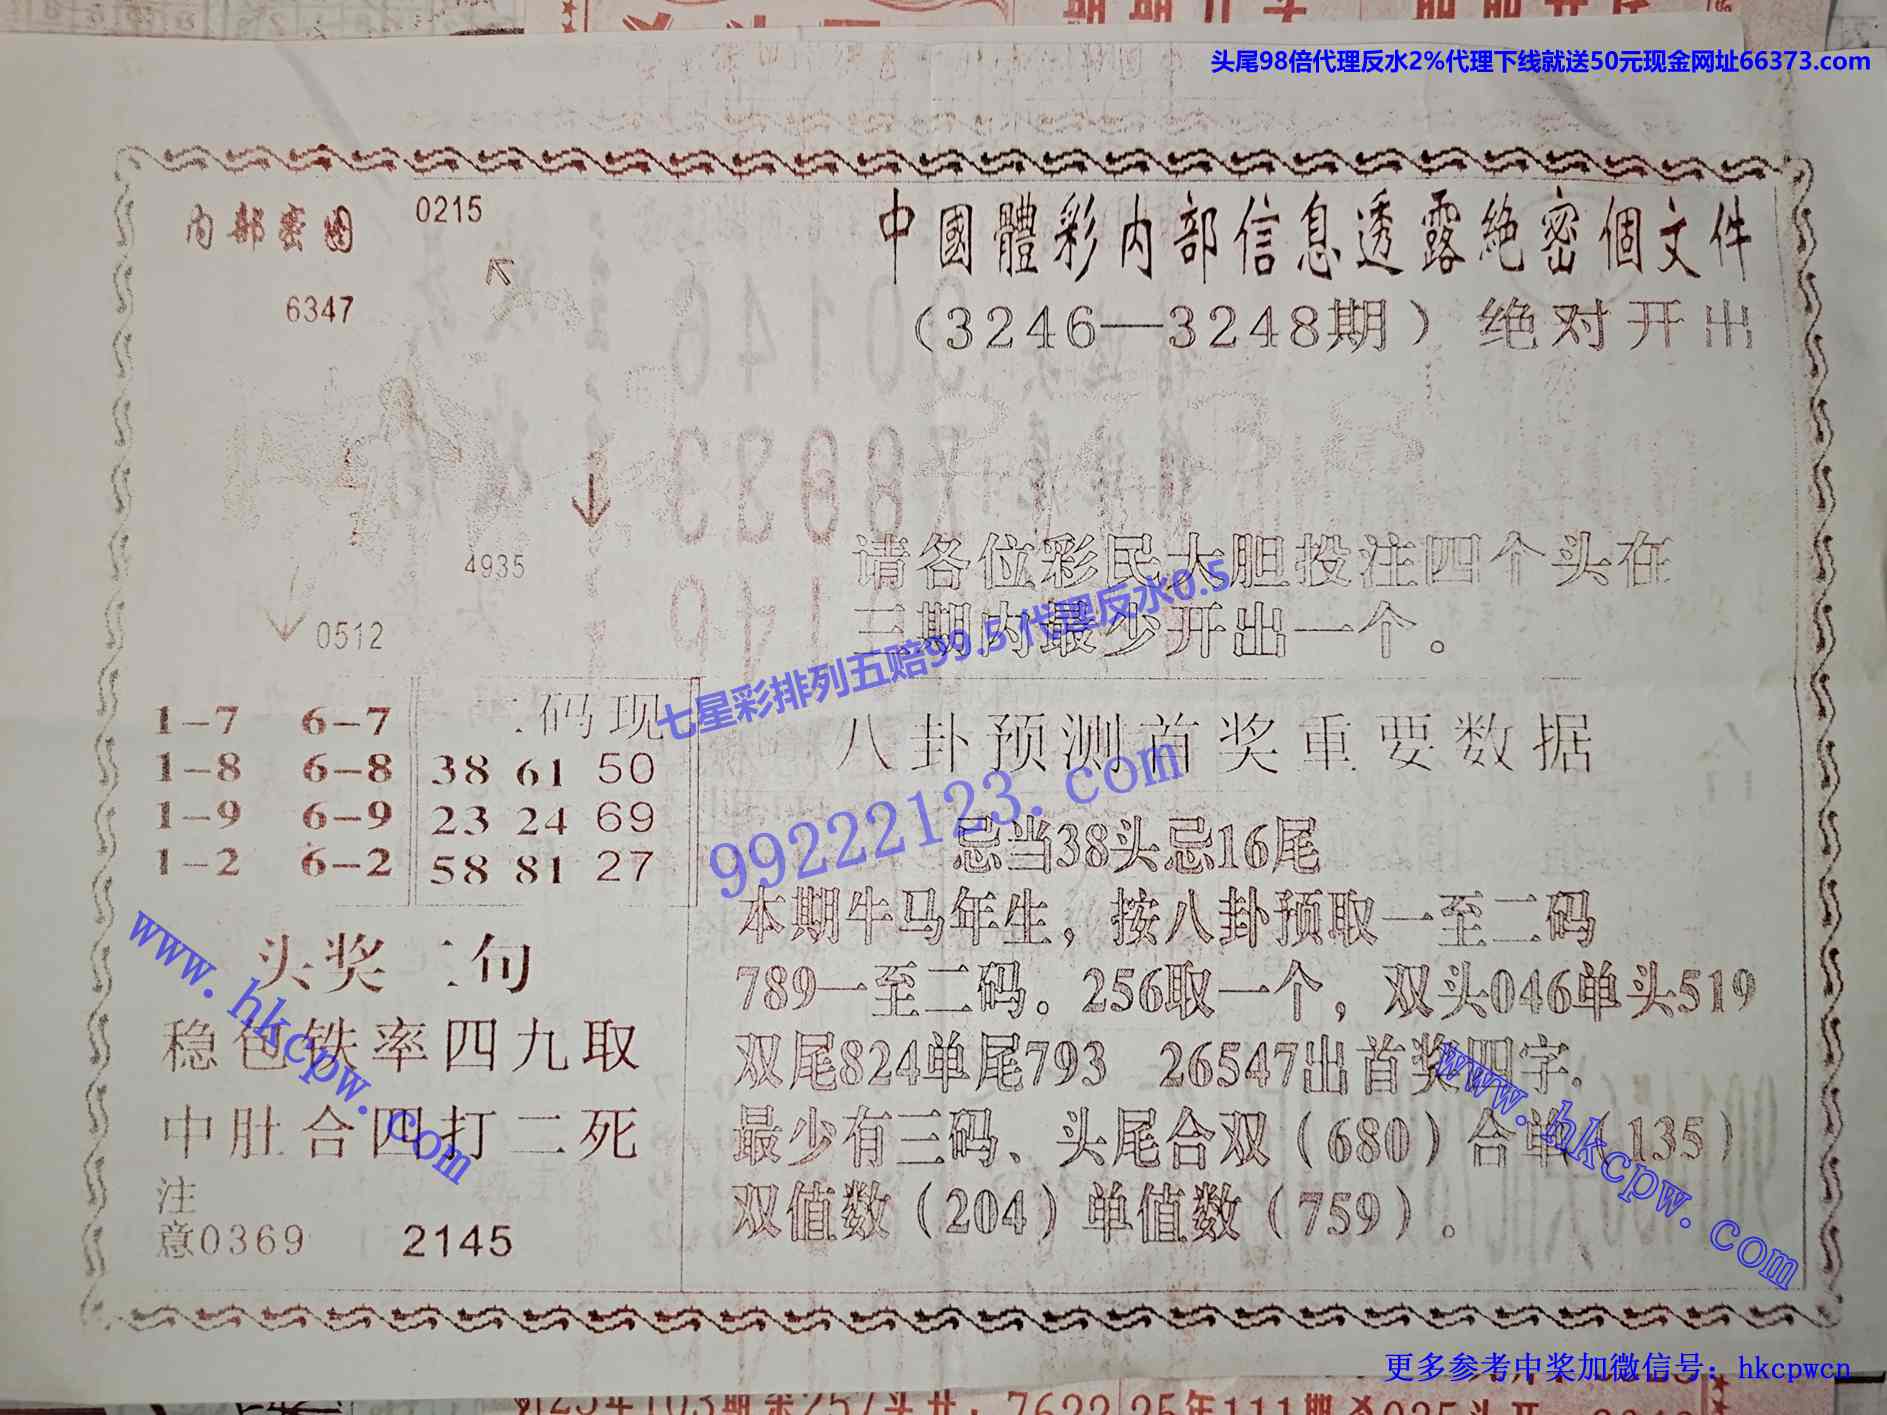 头尾98倍代理反水2%代理下线就送50元现金网址66373.com
内部密图
0215
6347
4935
0512
中國體彩内部信息透露絶密個文件
（3246—3248期）绝对开出
请各位彩民大胆投注四个头在
三期内最少开出一个。
七星彩排列五赔99.5代理反水0.5
1-7 6-7
1-8 6-8
1-9 6-9
1-2 6-2
二码现
38 61 50
23 24 69
58 81 27
八卦预测首奖重要数据
99222123.com
忌当38头忌16尾
本期牛马年生，按八卦预取一至二码
789一至二码。256取一个，双头046单头519
双尾824单尾793 26547出首奖四字.
最少有三码、头尾合双（680）合单（135）
双值数（204）单值数（759）。
头奖二句
稳色铁率四九取
中肚合四打二死
注
意0369 2145
www.hkcpw.com
www.hkcpw.com
更多参考中奖加微信号：hkcpwcn